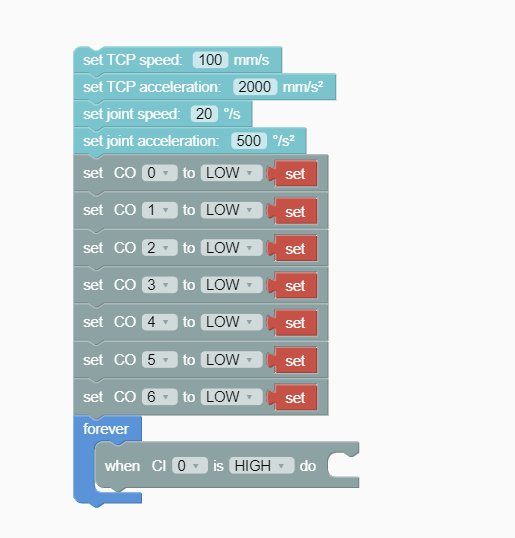 set TCP speed: 100 mm/s
set TCP acceleration: 2000 mm/s²
set joint speed: 20 °/s
set joint acceleration: 500 °/s²
set CO 0 to LOW set
set CO 1 to LOW set
set CO 2 to LOW set
set CO 3 to LOW set
set CO 4 to LOW set
set CO 5 to LOW set
set CO 6 to LOW set
forever
when CI 0 is HIGH do